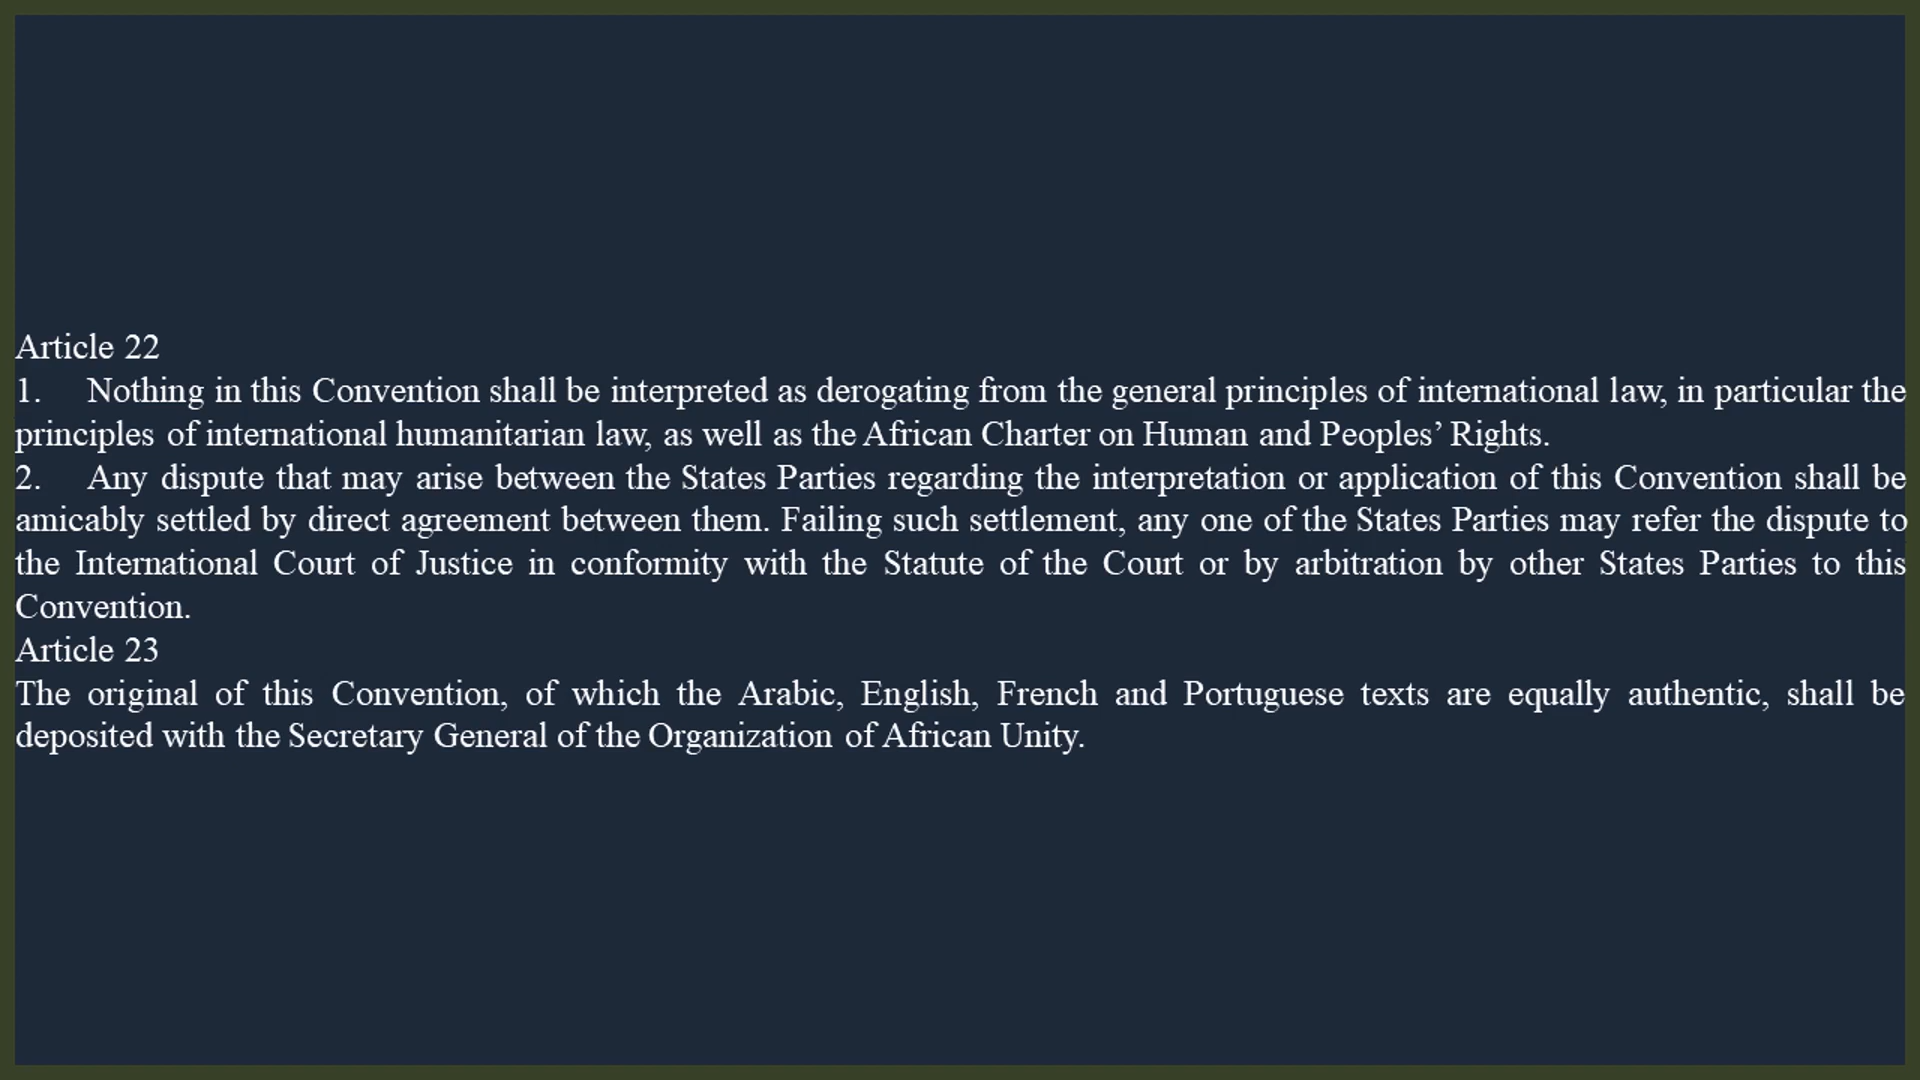 Article 22
1. Nothing in this Convention shall be interpreted as derogating from the general principles of international law, in particular the
principles of international humanitarian law, as well as the African Charter on Human and Peoples’ Rights.
2. Any dispute that may arise between the States Parties regarding the interpretation or application of this Convention shall be
amicably settled by direct agreement between them. Failing such settlement, any one of the States Parties may refer the dispute to
the International Court of Justice in conformity with the Statute of the Court or by arbitration by other States Parties to this
Convention.
Article 23
The original of this Convention, of which the Arabic, English, French and Portuguese texts are equally authentic, shall be
deposited with the Secretary General of the Organization of African Unity.